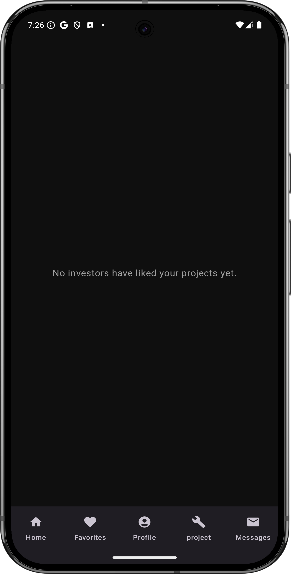 7.26
No investors have liked your projects yet.
Home Favorites Profile project Messages